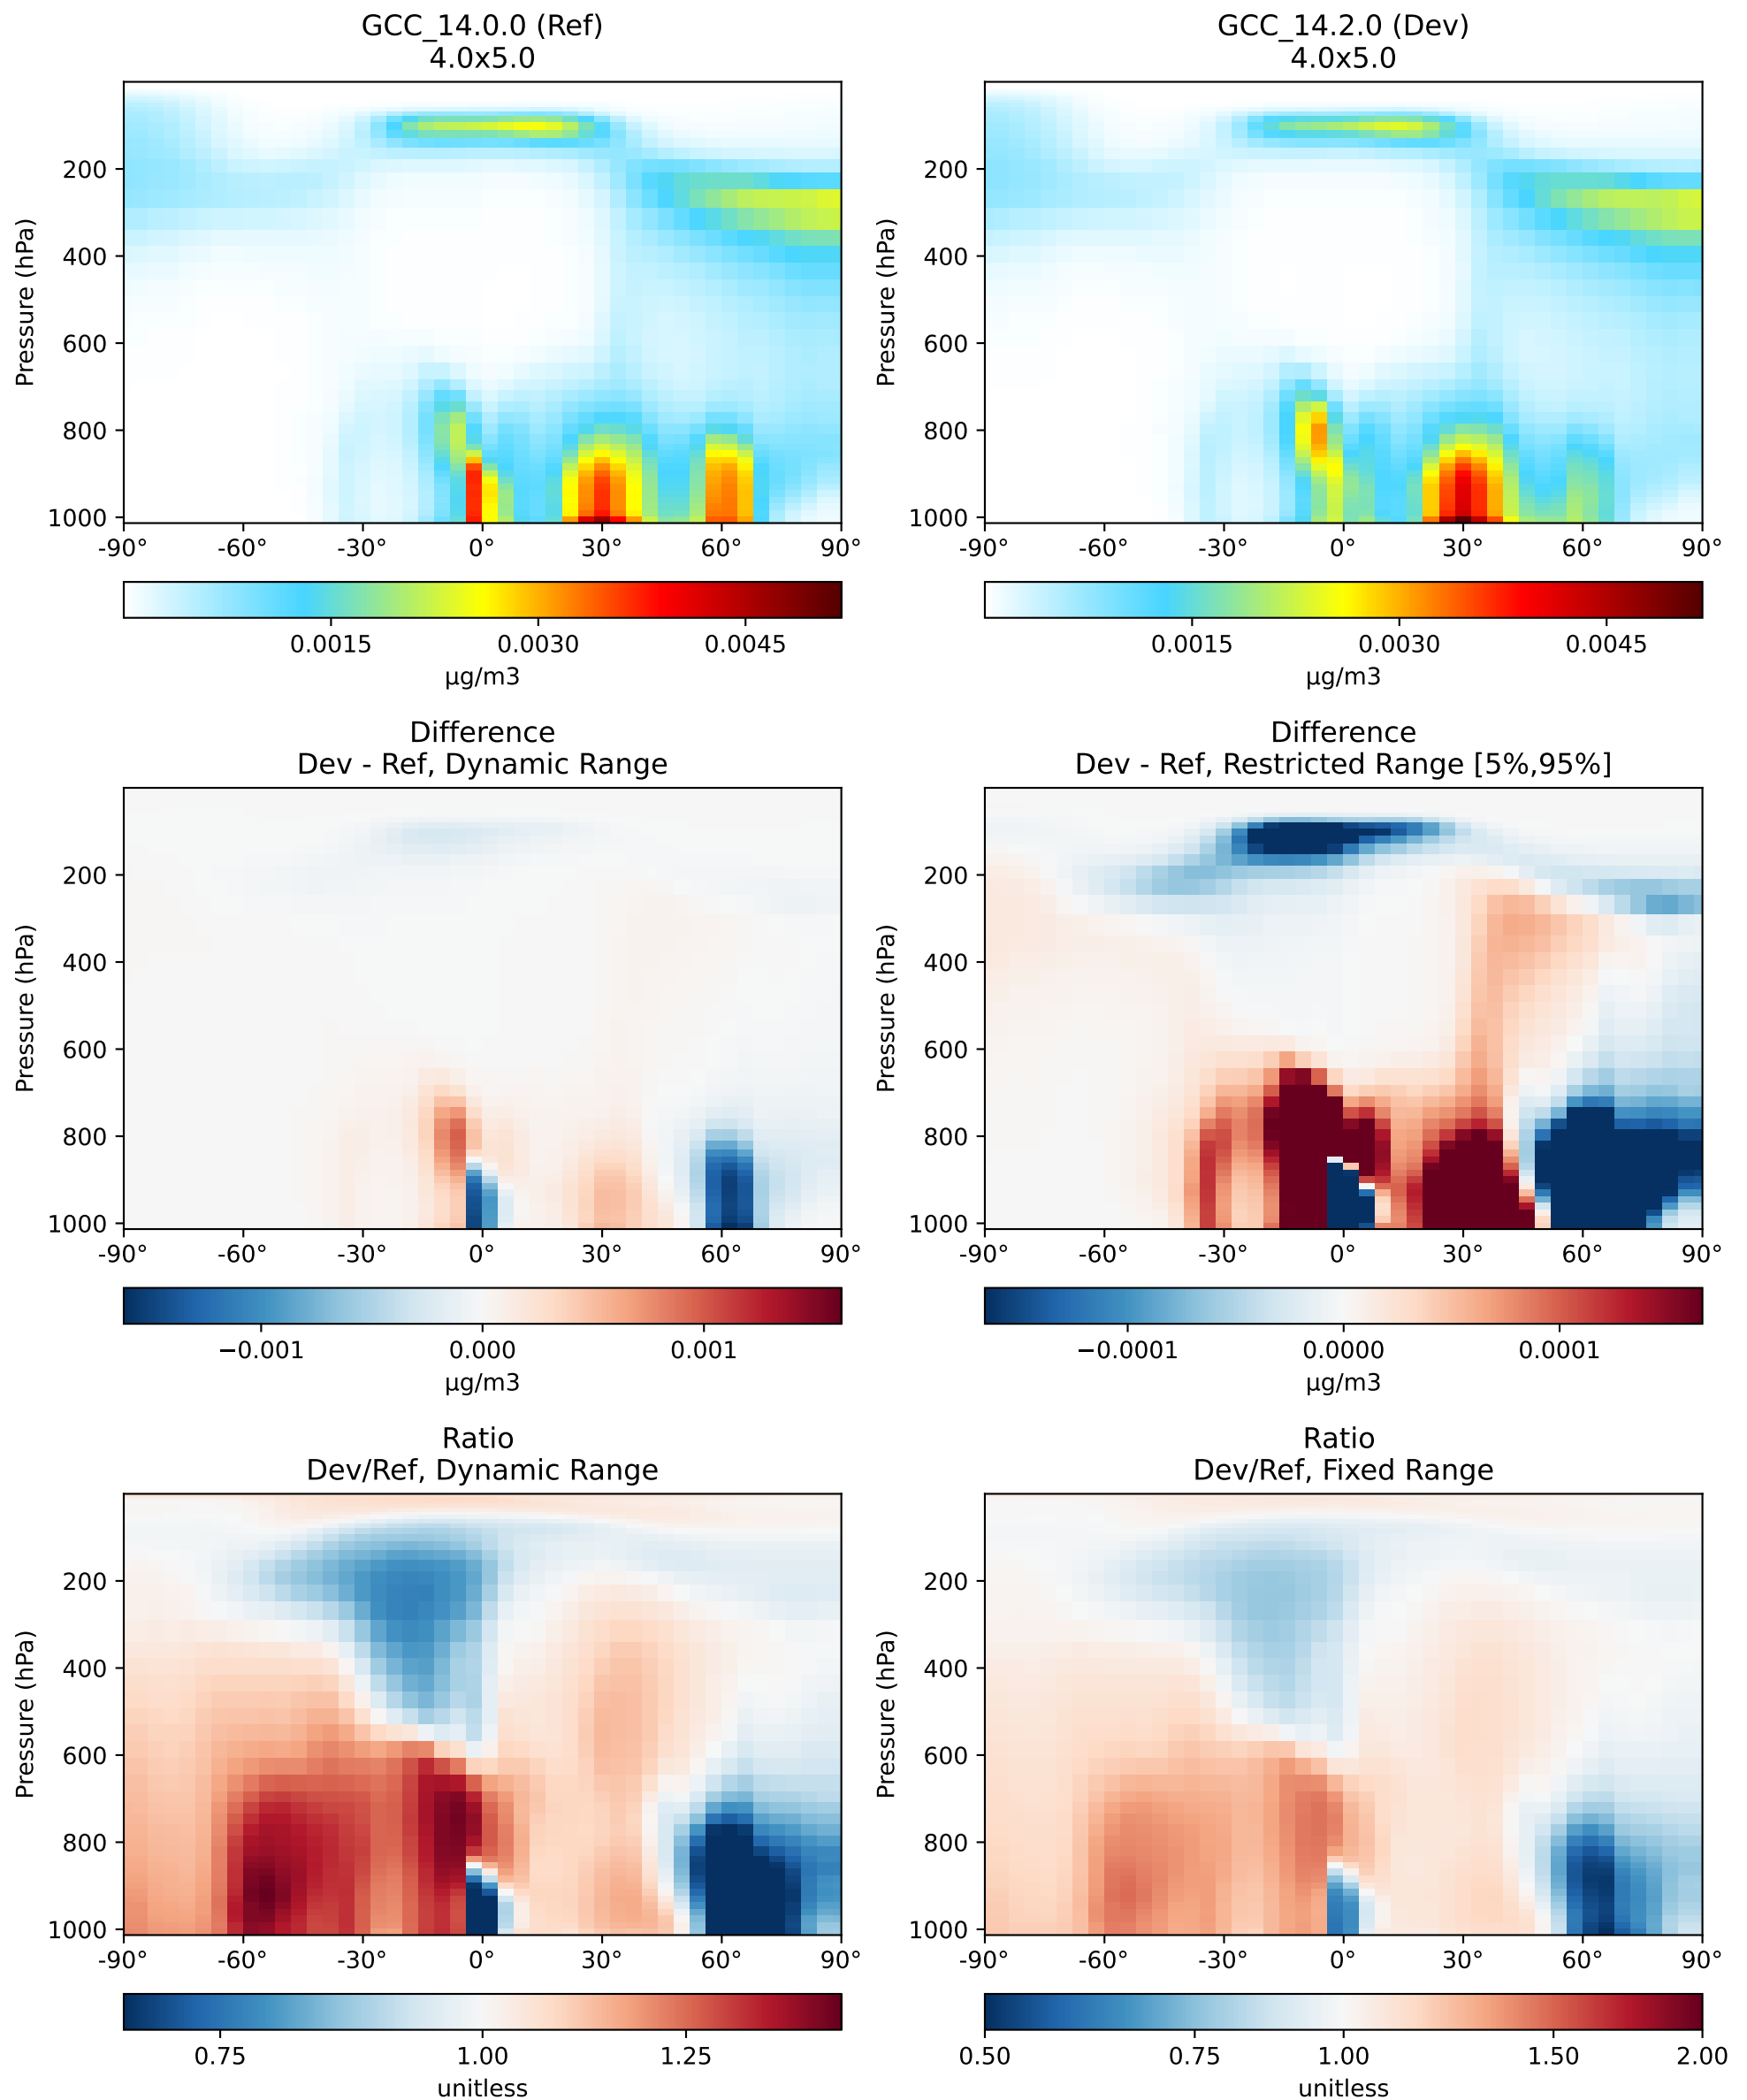 GCC_14.0.0 (Ref)
4.0x5.0
Pressure (hPa)
200
400
600
800
1000
-90° -60° -30° 0° 30° 60° 90°
0.0015 0.0030 0.0045
µg/m3
GCC_14.2.0 (Dev)
4.0x5.0
Pressure (hPa)
200
400
600
800
1000
-90° -60° -30° 0° 30° 60° 90°
0.0015 0.0030 0.0045
µg/m3
Difference
Dev - Ref, Dynamic Range
Pressure (hPa)
200
400
600
800
1000
-90° -60° -30° 0° 30° 60° 90°
−0.001 0.000 0.001
µg/m3
Difference
Dev - Ref, Restricted Range [5%,95%]
Pressure (hPa)
200
400
600
800
1000
-90° -60° -30° 0° 30° 60° 90°
−0.0001 0.0000 0.0001
µg/m3
Ratio
Dev/Ref, Dynamic Range
Pressure (hPa)
200
400
600
800
1000
-90° -60° -30° 0° 30° 60° 90°
0.75 1.00 1.25
unitless
Ratio
Dev/Ref, Fixed Range
Pressure (hPa)
200
400
600
800
1000
-90° -60° -30° 0° 30° 60° 90°
0.50 0.75 1.00 1.50 2.00
unitless